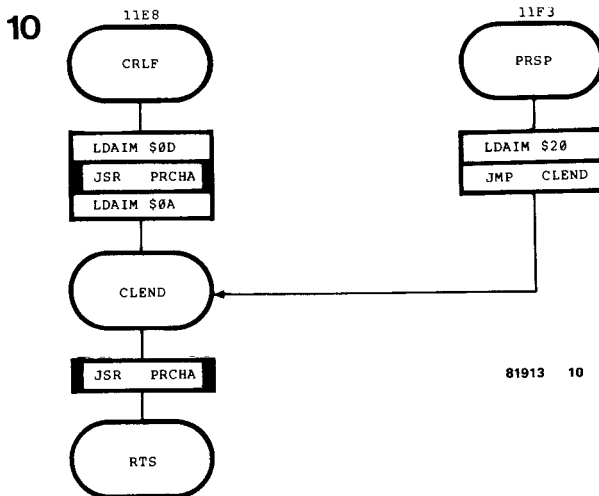 10
11E8
CRLF
LDAIM $0D
JSR PRCHA
LDAIM $0A
CLEND
JSR PRCHA
RTS
11F3
PRSP
LDAIM $20
JMP CLEND
81913 10